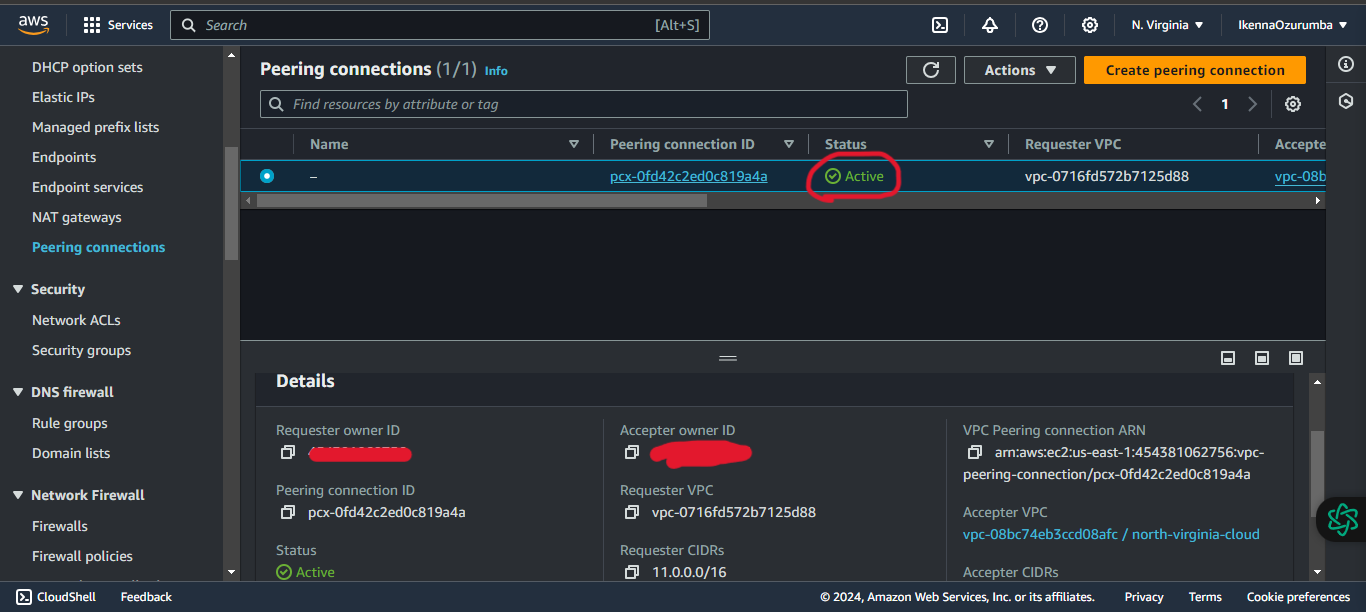 aws
Services
Search
[Alt+S]
N. Virginia
IkennaOzurumba
DHCP option sets
Elastic IPs
Managed prefix lists
Endpoints
Endpoint services
NAT gateways
Peering connections
Security
Network ACLs
Security groups
DNS firewall
Rule groups
Domain lists
Network Firewall
Firewalls
Firewall policies
Peering connections (1/1) Info
Actions
Create peering connection
Find resources by attribute or tag
1
Name
Peering connection ID
Status
Requester VPC
Accepte
–
pcx-0fd42c2ed0c819a4a
Active
vpc-0716fd572b7125d88
vpc-08b
Details
Requester owner ID
Peering connection ID
pcx-0fd42c2ed0c819a4a
Status
Active
Accepter owner ID
Requester VPC
vpc-0716fd572b7125d88
Requester CIDRs
11.0.0.0/16
VPC Peering connection ARN
arn:aws:ec2:us-east-1:454381062756:vpc-
peering-connection/pcx-0fd42c2ed0c819a4a
Accepter VPC
vpc-08bc74eb3ccd08afc / north-virginia-cloud
Accepter CIDRs
CloudShell
Feedback
© 2024, Amazon Web Services, Inc. or its affiliates.
Privacy
Terms
Cookie preferences